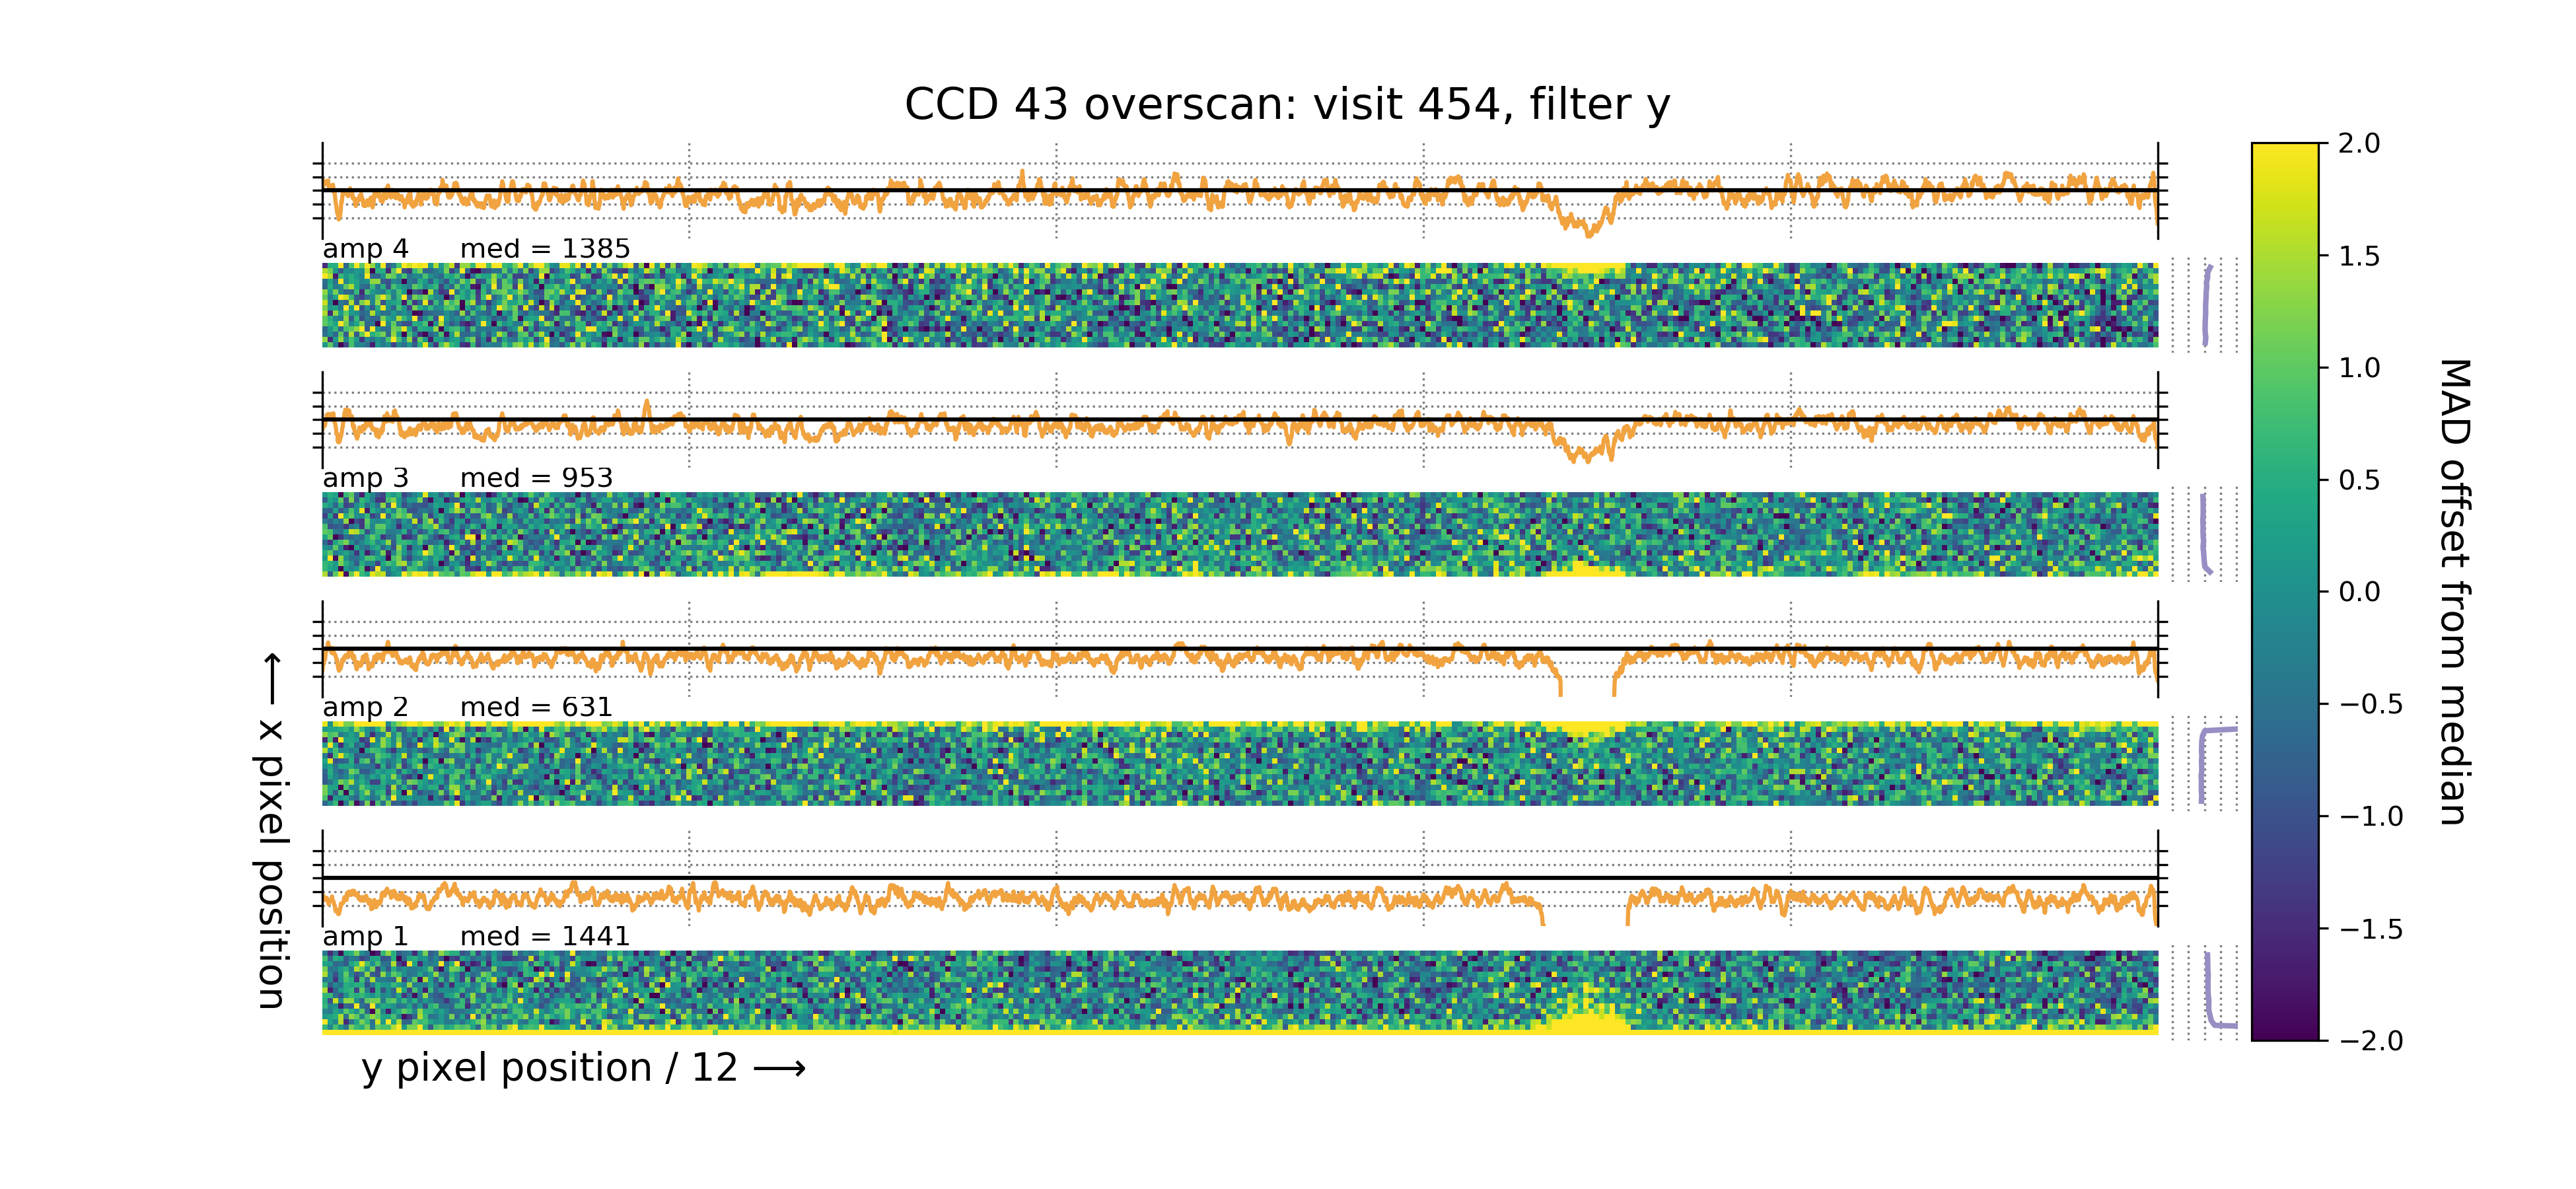 CCD 43 overscan: visit 454, filter y
amp 4 med = 1385
amp 3 med = 953
amp 2 med = 631
amp 1 med = 1441
x pixel position ⟶
y pixel position / 12 ⟶
2.0
1.5
1.0
0.5
0.0
−0.5
−1.0
−1.5
−2.0
MAD offset from median